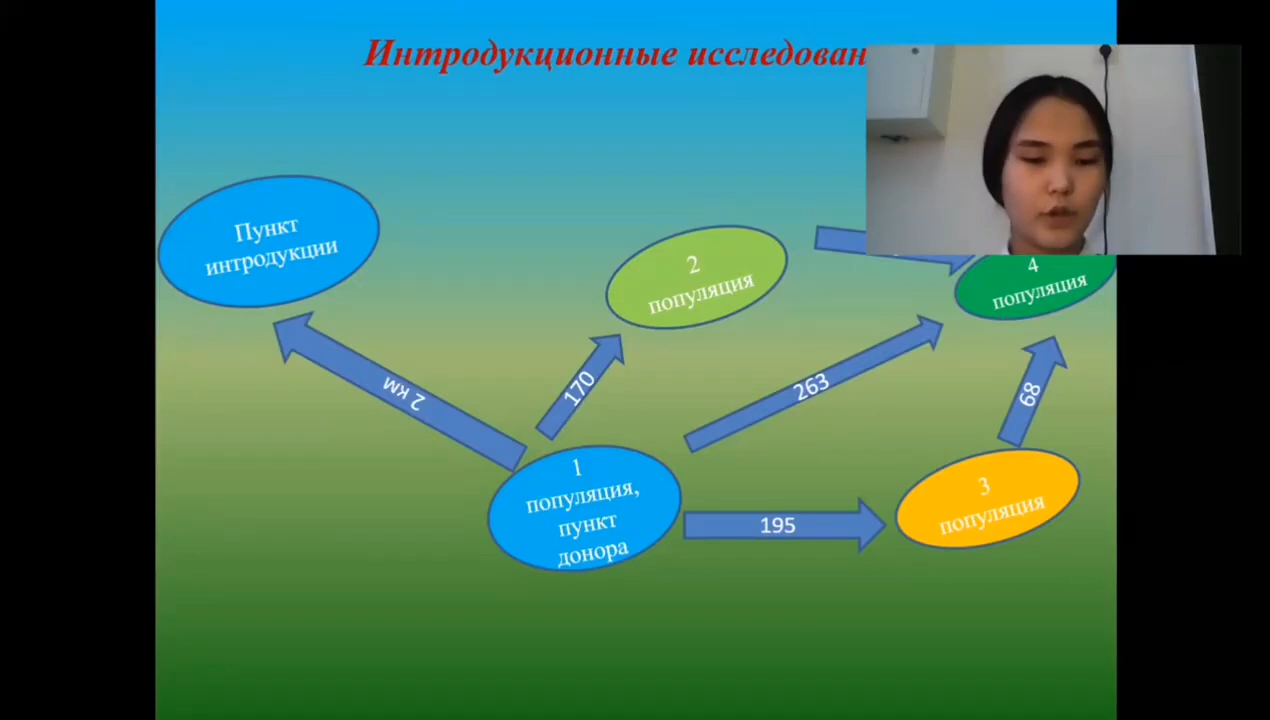 Интродукционные исследован
Пункт
интродукции
2
популяция
4
популяция
2 км
170
263
68
1
популяция,
пункт
донора
195
3
популяция